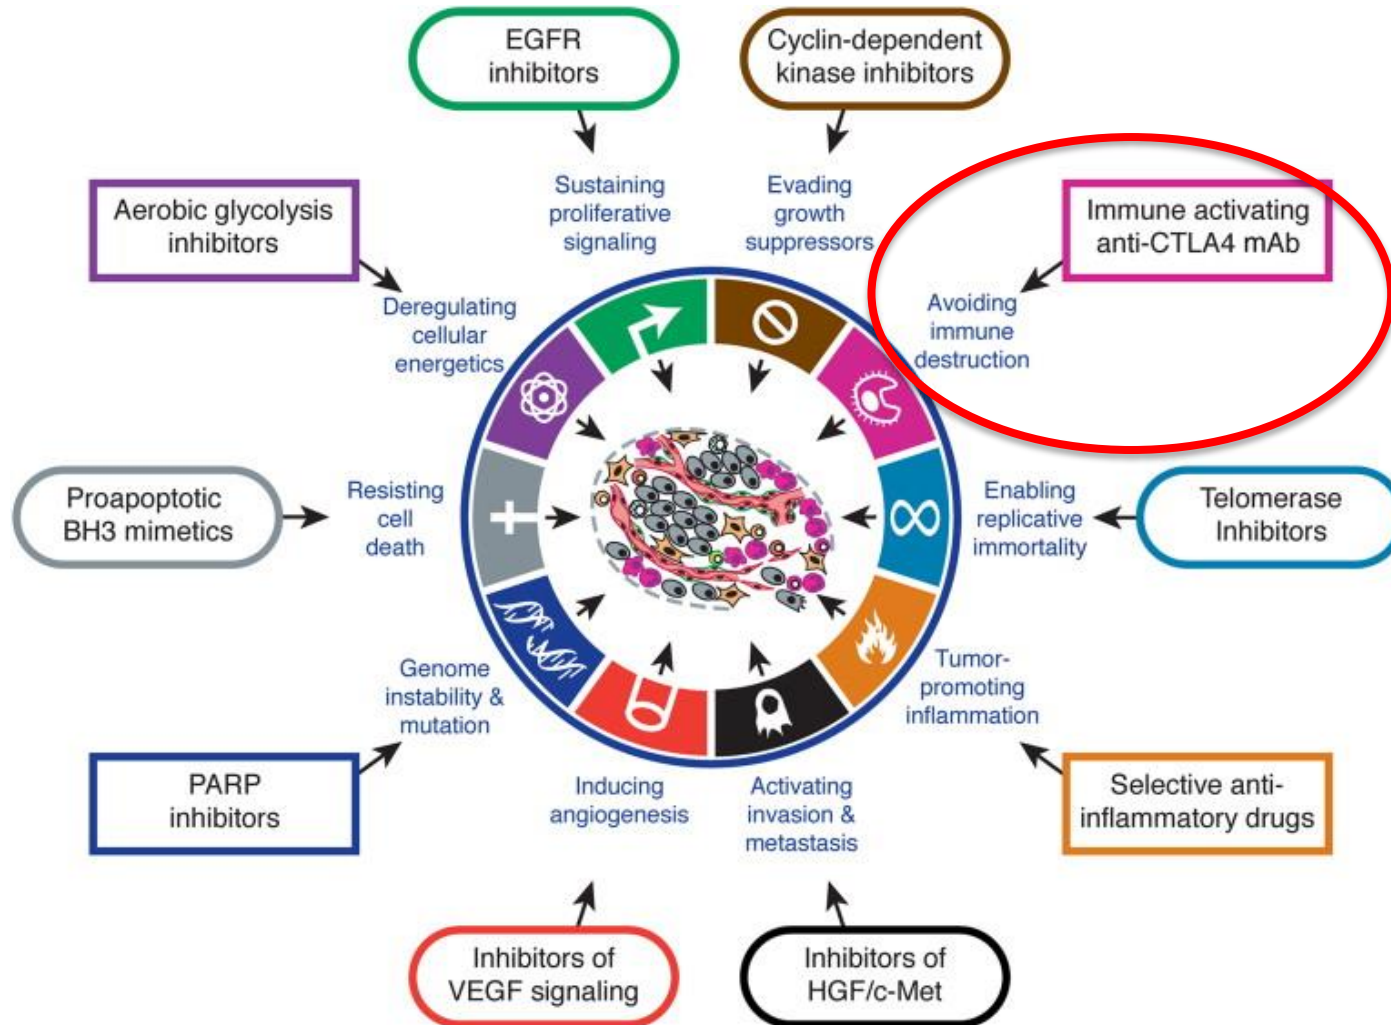 EGFR
inhibitors
Cyclin-dependent
kinase inhibitors
Sustaining
proliferative
signaling
Evading
growth
suppressors
Aerobic glycolysis
inhibitors
Immune activating
anti-CTLA4 mAb
Deregulating
cellular
energetics
Avoiding
immune
destruction
Proapoptotic
BH3 mimetics
Resisting
cell
death
Enabling
replicative
immortality
Telomerase
Inhibitors
Genome
instability &
mutation
Tumor-
promoting
inflammation
PARP
inhibitors
Inducing
angiogenesis
Activating
invasion &
metastasis
Selective anti-
inflammatory drugs
Inhibitors of
VEGF signaling
Inhibitors of
HGF/c-Met